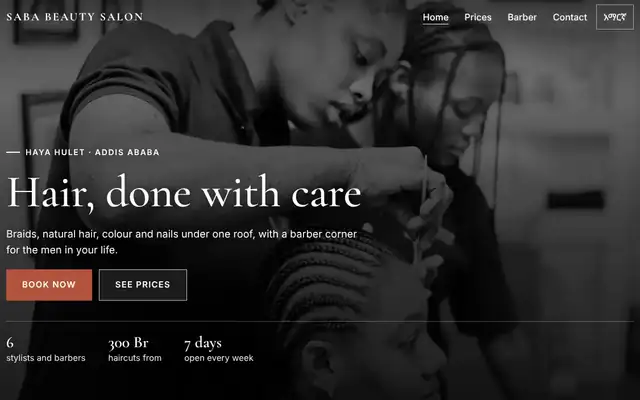 SABA BEAUTY SALON
Home Prices Barber Contact አማርኛ
HAYA HULET · ADDIS ABABA
Hair, done with care
Braids, natural hair, colour and nails under one roof, with a barber corner
for the men in your life.
BOOK NOW SEE PRICES
6 300 Br 7 days
stylists and barbers haircuts from open every week